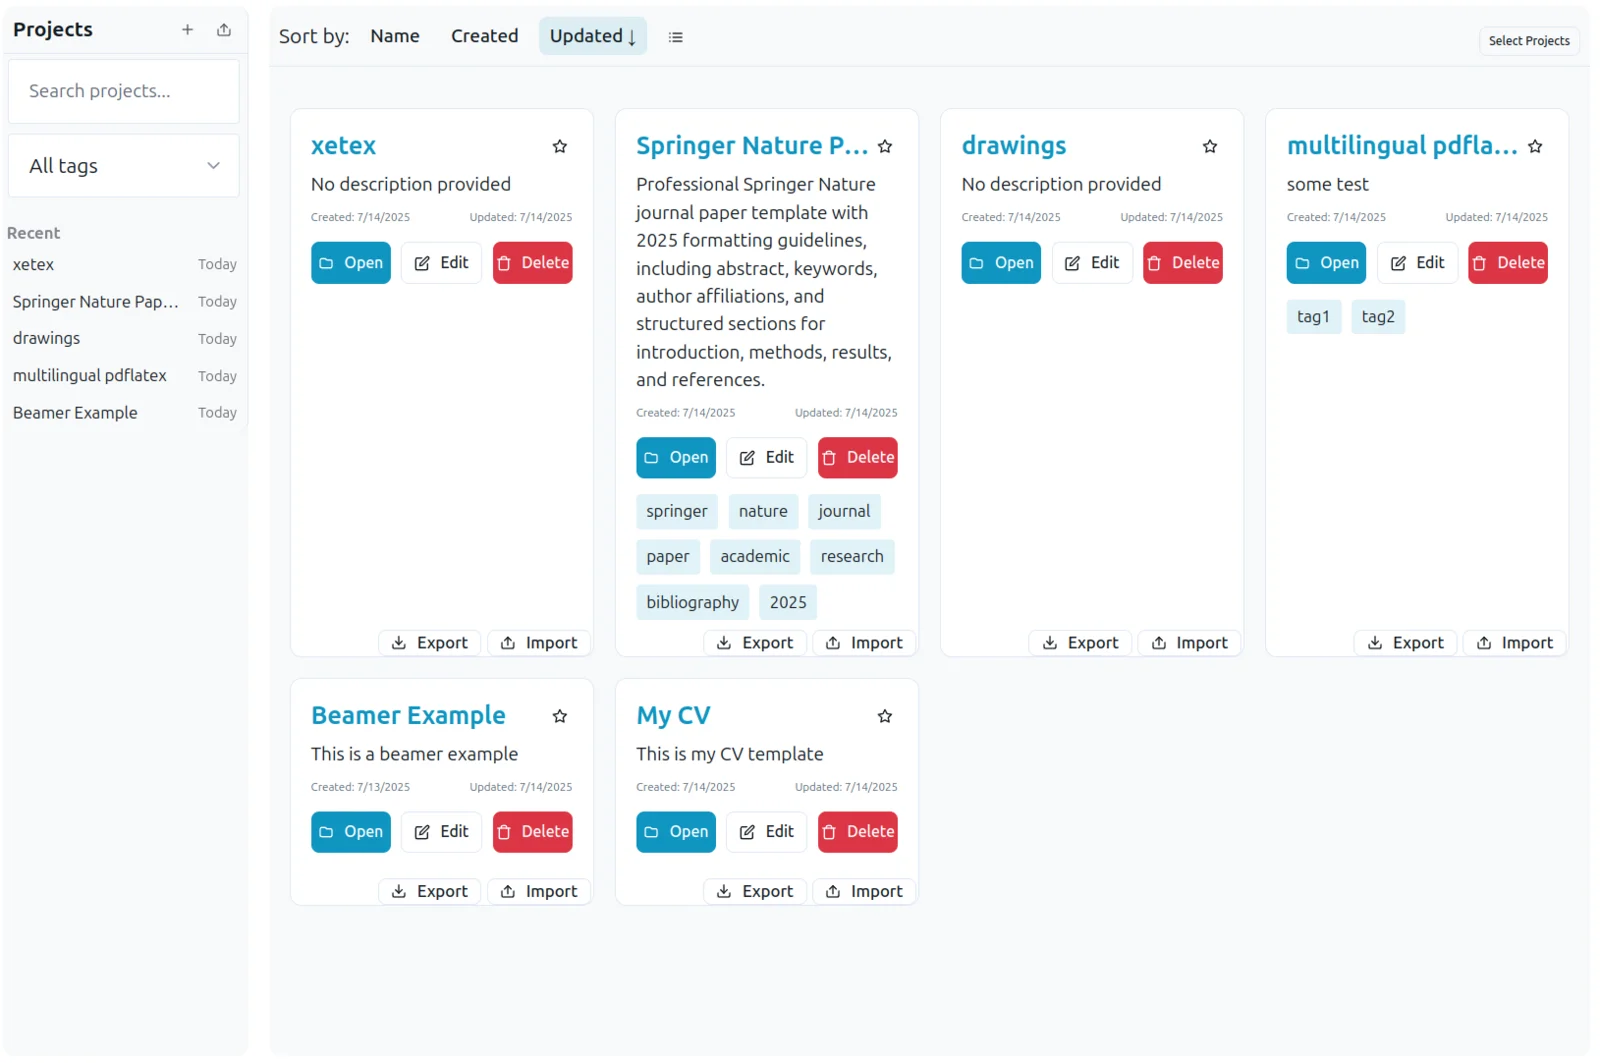 Projects
Search projects...
All tags
Recent
xetex Today
Springer Nature Pap... Today
drawings Today
multilingual pdflatex Today
Beamer Example Today
Sort by: Name Created Updated ↓
Select Projects
xetex
No description provided
Created: 7/14/2025 Updated: 7/14/2025
Open Edit Delete
Export Import
Springer Nature P...
Professional Springer Nature
journal paper template with
2025 formatting guidelines,
including abstract, keywords,
author affiliations, and
structured sections for
introduction, methods, results,
and references.
Created: 7/14/2025 Updated: 7/14/2025
Open Edit Delete
springer nature journal
paper academic research
bibliography 2025
Export Import
drawings
No description provided
Created: 7/14/2025 Updated: 7/14/2025
Open Edit Delete
Export Import
multilingual pdfla...
some test
Created: 7/14/2025 Updated: 7/14/2025
Open Edit Delete
tag1 tag2
Export Import
Beamer Example
This is a beamer example
Created: 7/13/2025 Updated: 7/14/2025
Open Edit Delete
Export Import
My CV
This is my CV template
Created: 7/14/2025 Updated: 7/14/2025
Open Edit Delete
Export Import